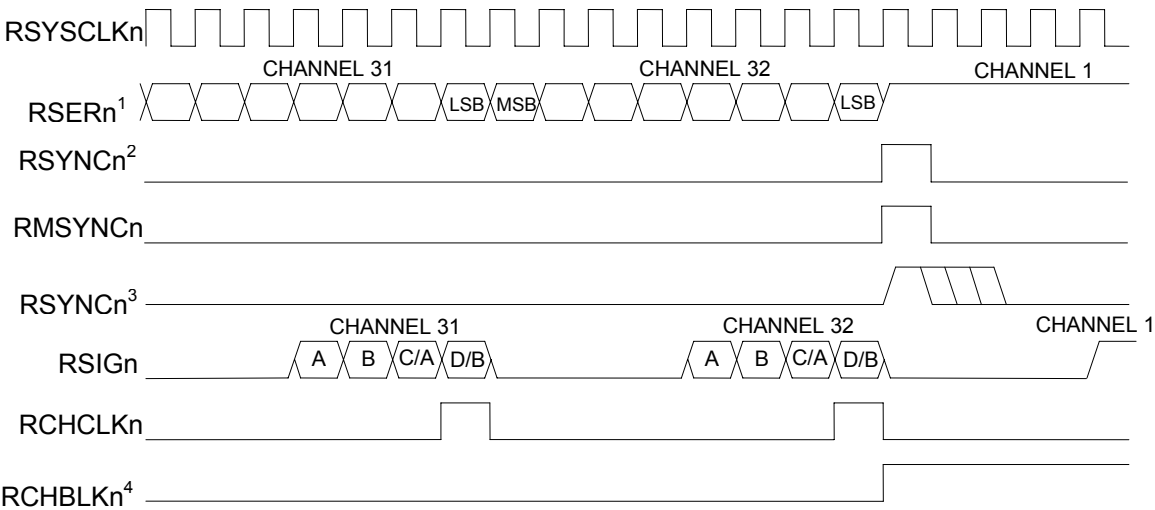 RSYSCLKn
CHANNEL 31 CHANNEL 32 CHANNEL 1
RSERn1 LSB MSB LSB
RSYNCn2
RMSYNCn
RSYNCn3
CHANNEL 31 CHANNEL 32 CHANNEL 1
RSIGn A B C/A D/B A B C/A D/B
RCHCLKn
RCHBLKn4